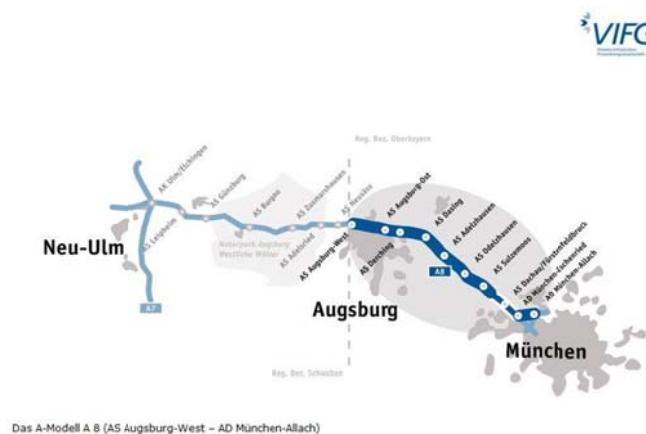 VIFG
Reg. Bez. Oberbayern
AK Ulm/Elchingen
AS Leipheim
AS Günzburg
AS Burgau
AS Zusmarshausen
AS Adelsried
AS Neusäss
AS Augsburg-West
AS Augsburg-Ost
AS Derching
AS Dasing
AS Adelshausen
AS Odelzhausen
AS Sulzemoos
AS Dachau/Fürstenfeldbruck
AD München-Eschenried
AD München-Allach
Naturpark Augsburg
Westliche Wälder
Neu-Ulm
A8
A7
Augsburg
München
Reg. Bez. Schwaben
Das A-Modell A 8 (AS Augsburg-West – AD München-Allach)